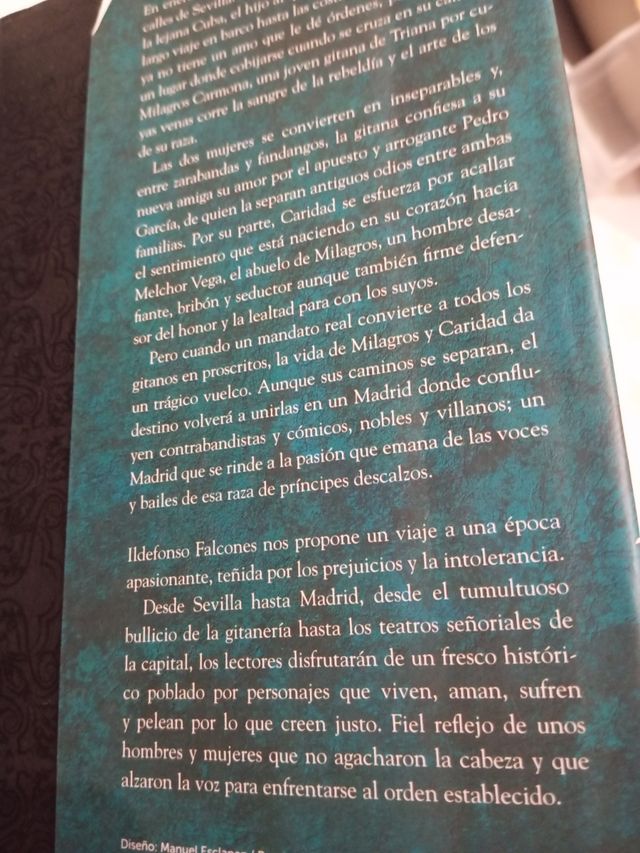 En
calles de Sevilla
la lejana Cuba, el hijo
largo viaje en barco hasta las
ya no tiene un amo que le dé órdenes,
un lugar donde cobijarse cuando se cruza en su
Milagros Carmona, una joven gitana de Triana por cu-
yas venas corre la sangre de la rebeldía y el arte de los
de su raza.
Las dos mujeres se convierten en inseparables y,
entre zarabandas y fandangos, la gitana confiesa a su
nueva amiga su amor por el apuesto y arrogante Pedro
García, de quien la separan antiguos odios entre ambas
familias. Por su parte, Caridad se esfuerza por acallar
el sentimiento que está naciendo en su corazón hacia
Melchor Vega, el abuelo de Milagros, un hombre desa-
fiante, bribón y seductor aunque también firme defen-
sor del honor y la lealtad para con los suyos.
Pero cuando un mandato real convierte a todos los
gitanos en proscritos, la vida de Milagros y Caridad da
un trágico vuelco. Aunque sus caminos se separan, el
destino volverá a unirlas en un Madrid donde conflu-
yen contrabandistas y cómicos, nobles y villanos; un
Madrid que se rinde a la pasión que emana de las voces
y bailes de esa raza de príncipes descalzos.
Ildefonso Falcones nos propone un viaje a una época
apasionante, teñida por los prejuicios y la intolerancia.
Desde Sevilla hasta Madrid, desde el tumultuoso
bullicio de la gitanería hasta los teatros señoriales de
la capital, los lectores disfrutarán de un fresco históri-
co poblado por personajes que viven, aman, sufren
y pelean por lo que creen justo. Fiel reflejo de unos
hombres y mujeres que no agacharon la cabeza y que
alzaron la voz para enfrentarse al orden establecido.
Diseño: Manuel